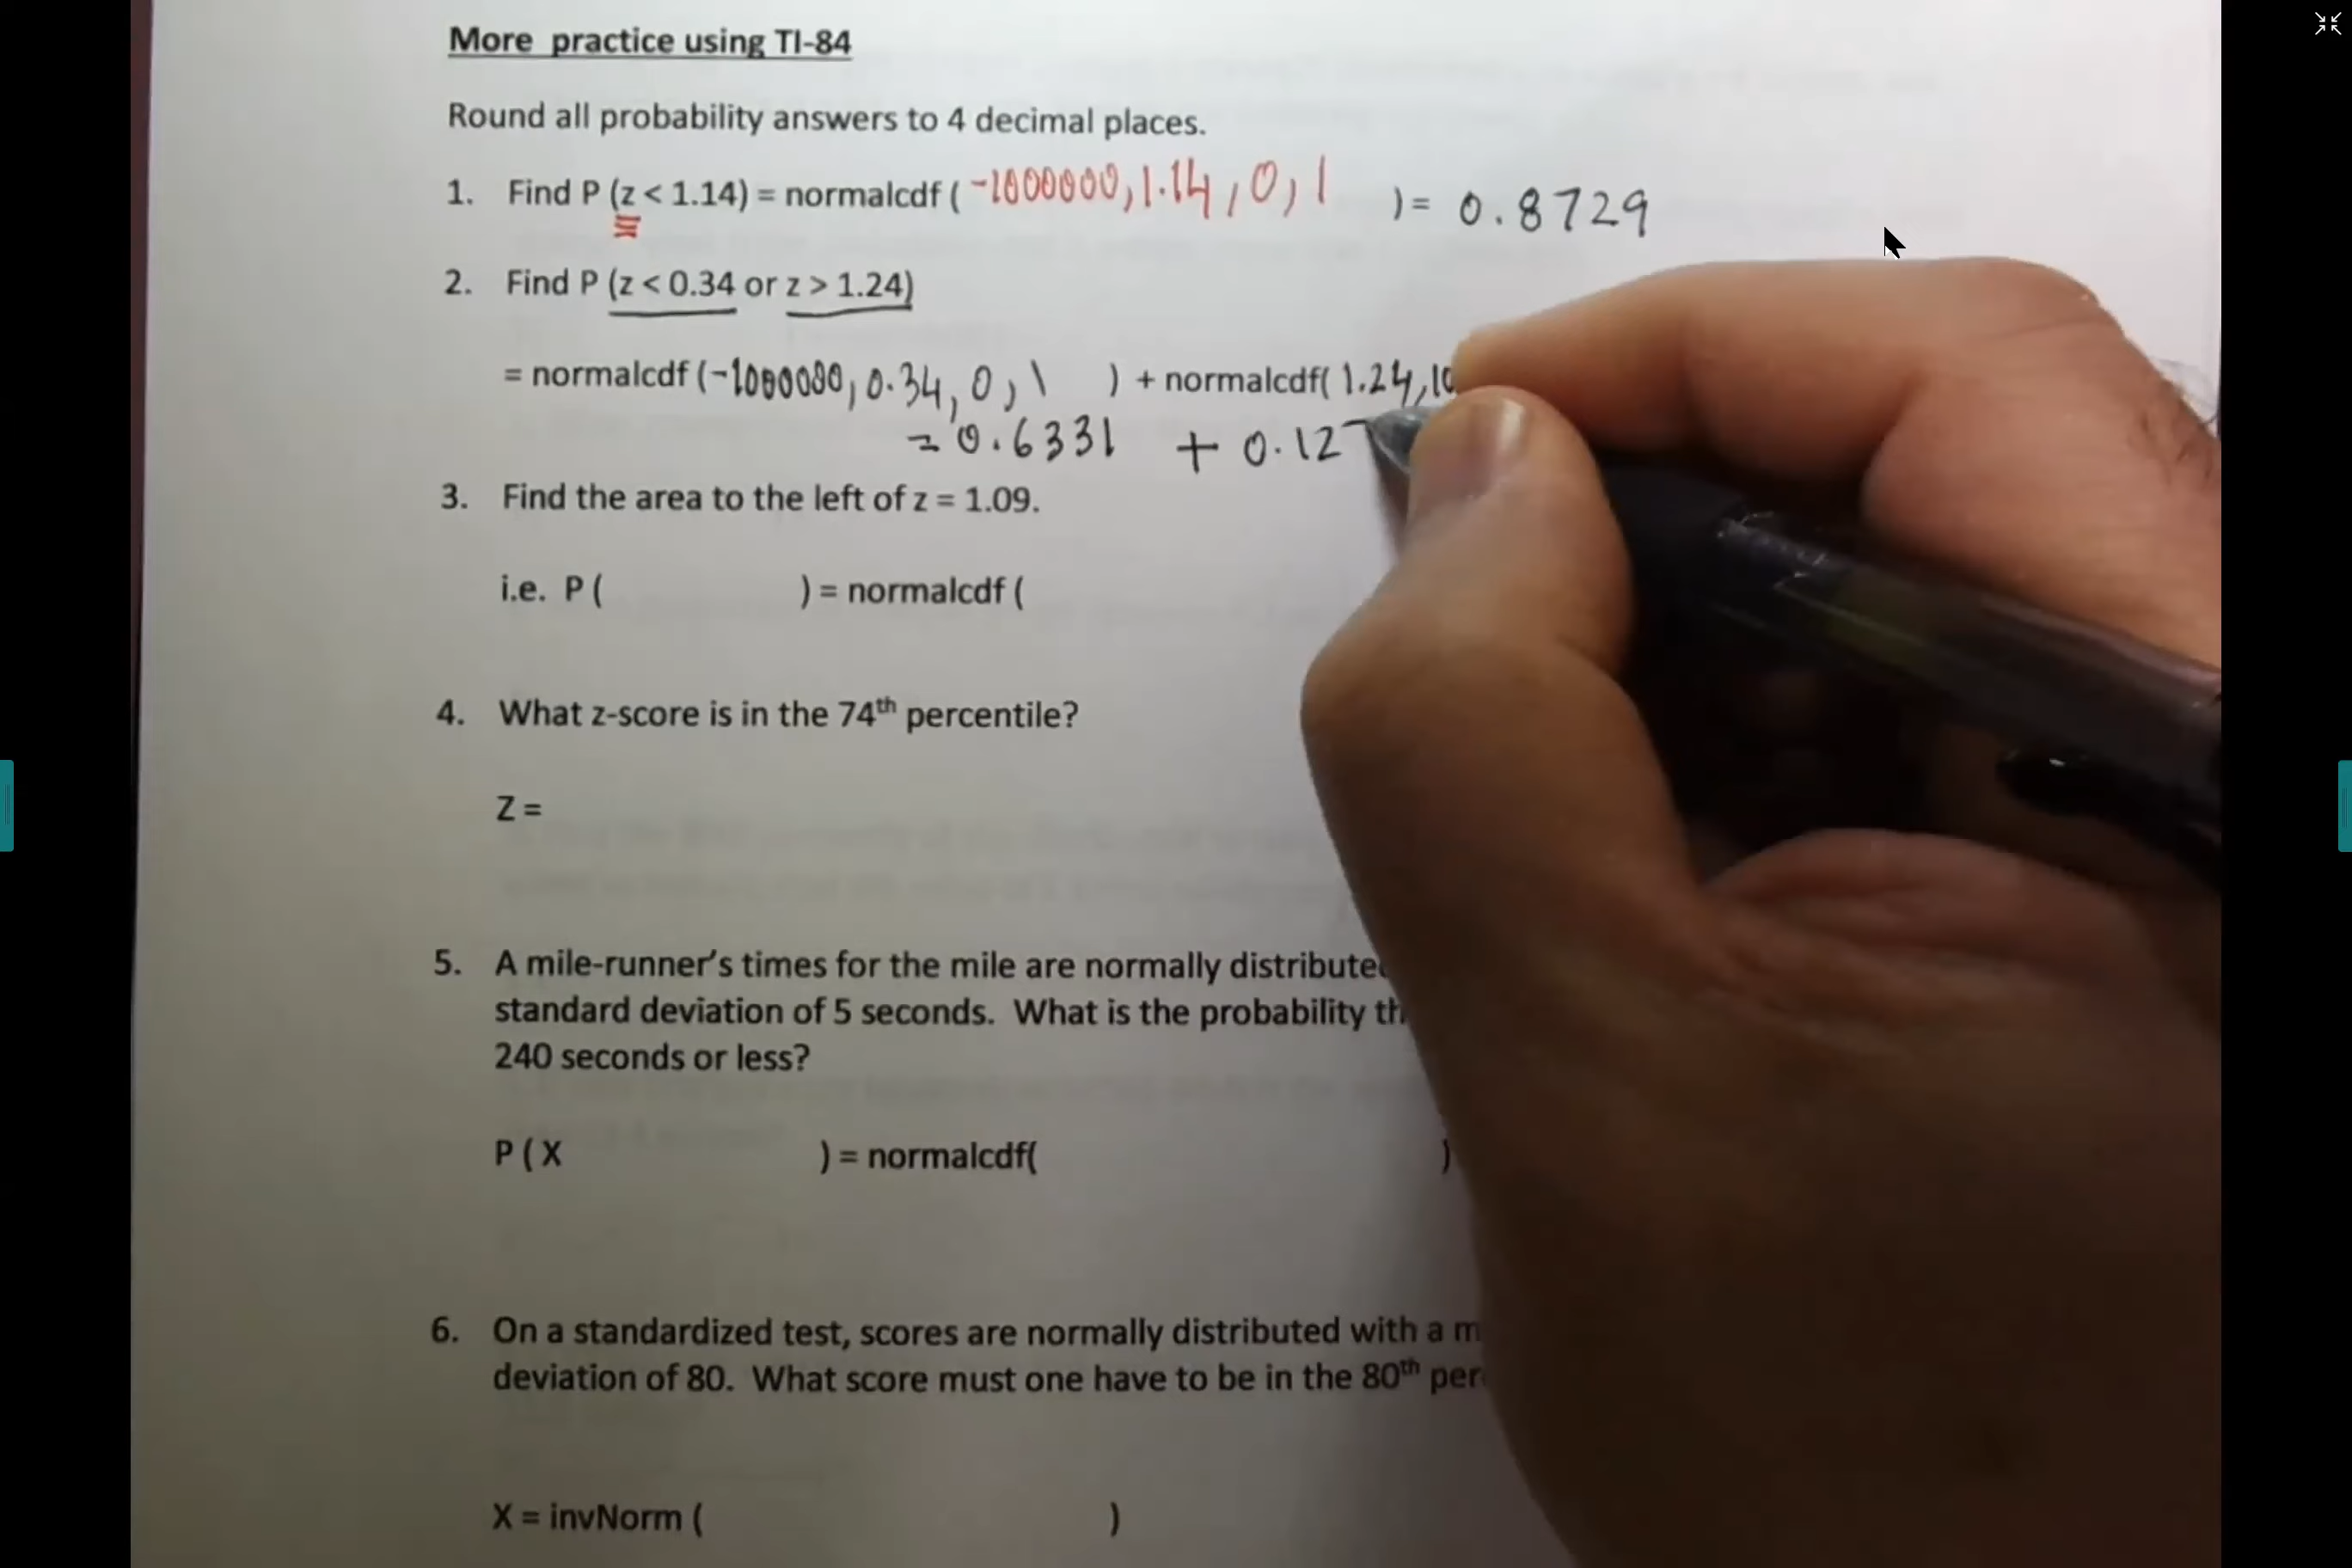 More practice using TI-84
Round all probability answers to 4 decimal places.
1. Find P (z < 1.14) = normalcdf ( -1000000, 1.14, 0, 1 ) = 0.8729
2. Find P (z < 0.34 or z > 1.24)
= normalcdf (-1000000, 0.34, 0, 1 ) + normalcdf( 1.24, 10
= 0.6331 + 0.12
3. Find the area to the left of z = 1.09.
i.e. P ( ) = normalcdf (
4. What z-score is in the 74th percentile?
Z =
5. A mile-runner's times for the mile are normally distribute
standard deviation of 5 seconds. What is the probability th
240 seconds or less?
P ( X ) = normalcdf( )
6. On a standardized test, scores are normally distributed with a m
deviation of 80. What score must one have to be in the 80th per
X = invNorm ( )